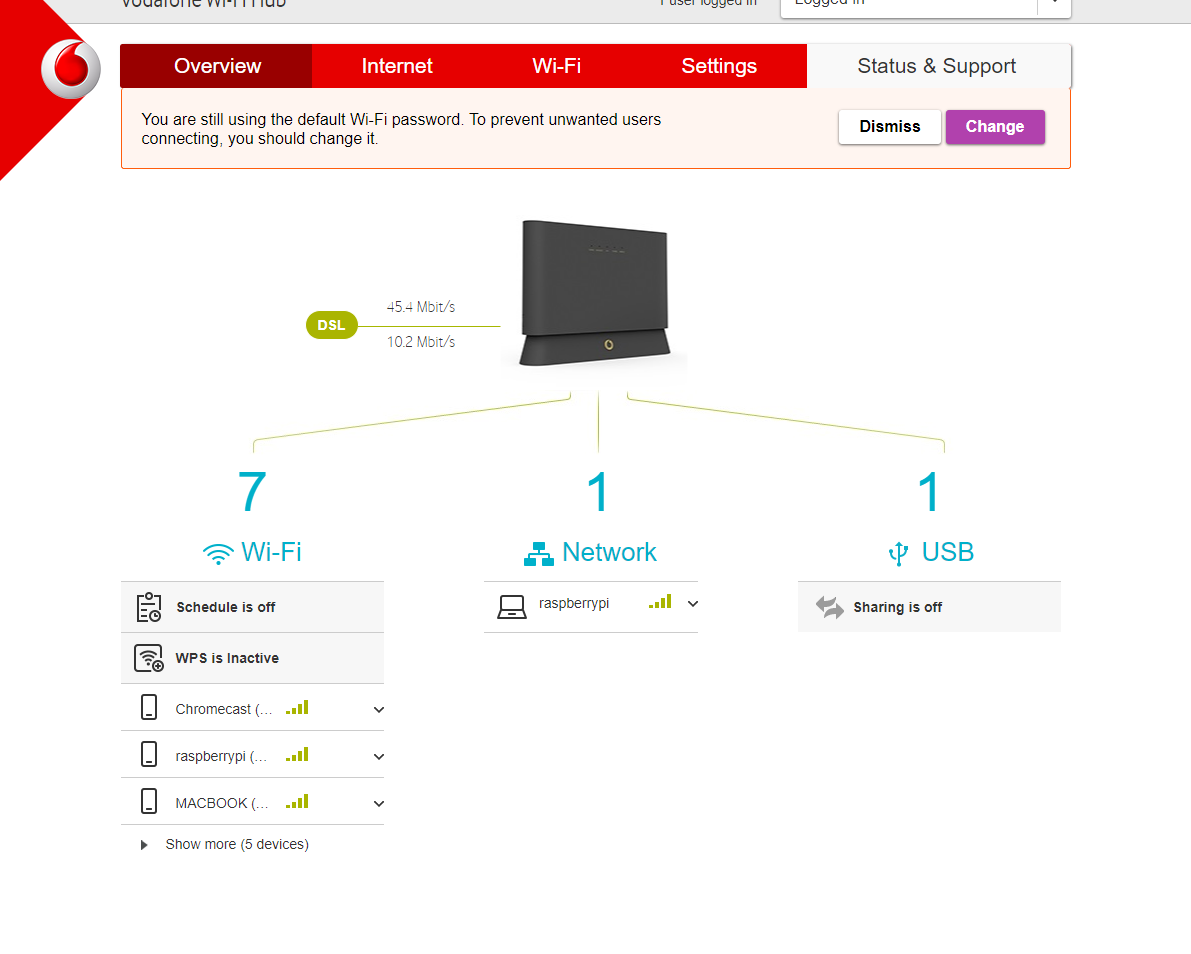 Vodafone Wi-Fi Hub
1 user logged in
Logged in
Overview
Internet
Wi-Fi
Settings
Status & Support
You are still using the default Wi-Fi password. To prevent unwanted users
connecting, you should change it.
Dismiss
Change
DSL
45.4 Mbit/s
10.2 Mbit/s
7
Wi-Fi
Schedule is off
WPS is Inactive
Chromecast (...
raspberrypi (...
MACBOOK (...
Show more (5 devices)
1
Network
raspberrypi
1
USB
Sharing is off